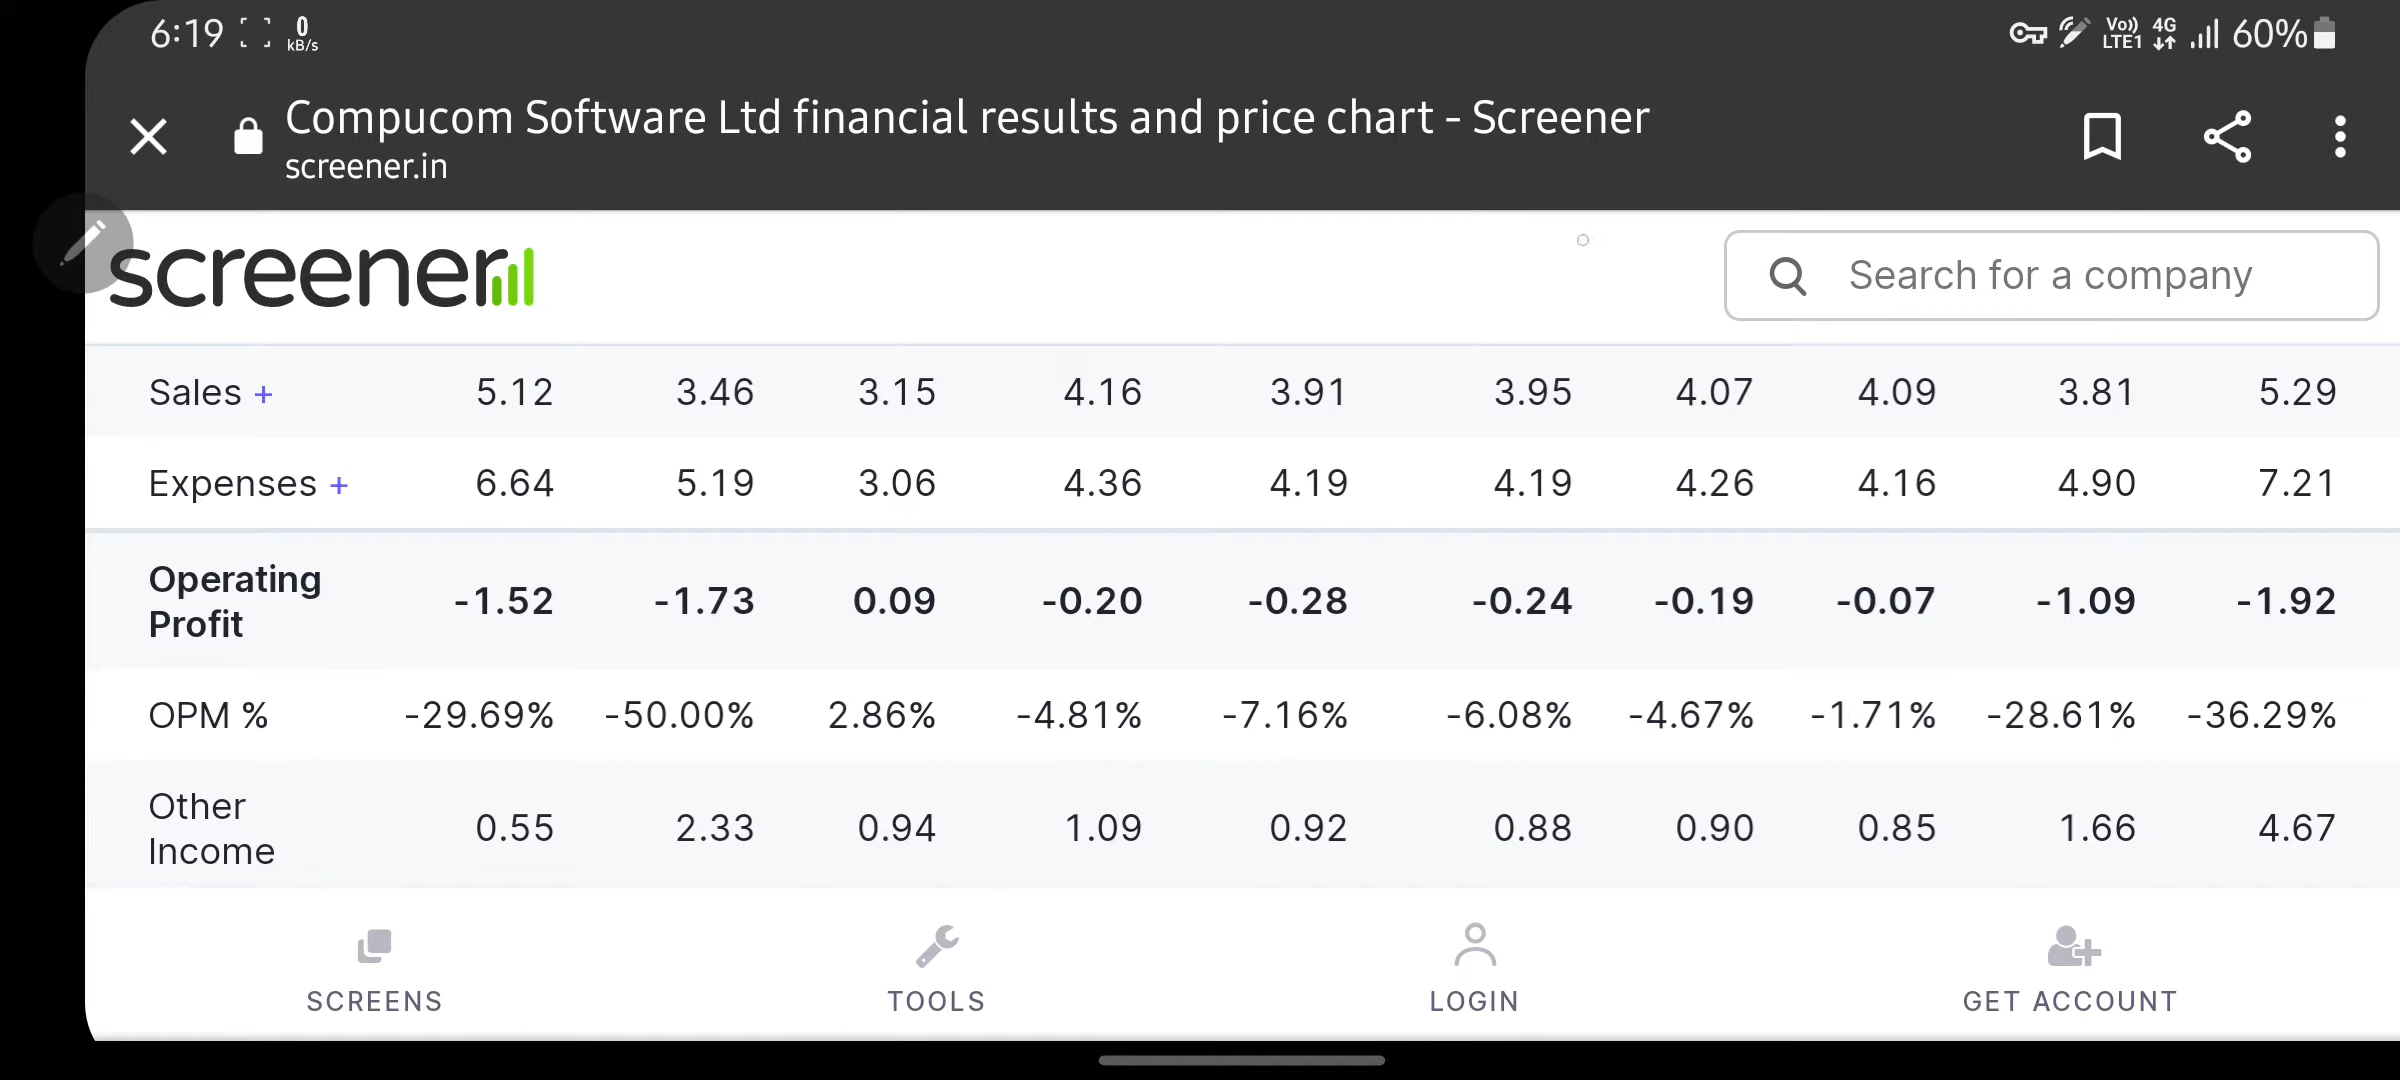 6:19 0 kB/s Vo)) LTE1 4G 60%
Compucom Software Ltd financial results and price chart - Screener
screener.in
screener
Search for a company
Sales + 5.12 3.46 3.15 4.16 3.91 3.95 4.07 4.09 3.81 5.29
Expenses + 6.64 5.19 3.06 4.36 4.19 4.19 4.26 4.16 4.90 7.21
Operating
Profit -1.52 -1.73 0.09 -0.20 -0.28 -0.24 -0.19 -0.07 -1.09 -1.92
OPM % -29.69% -50.00% 2.86% -4.81% -7.16% -6.08% -4.67% -1.71% -28.61% -36.29%
Other
Income 0.55 2.33 0.94 1.09 0.92 0.88 0.90 0.85 1.66 4.67
SCREENS TOOLS LOGIN GET ACCOUNT